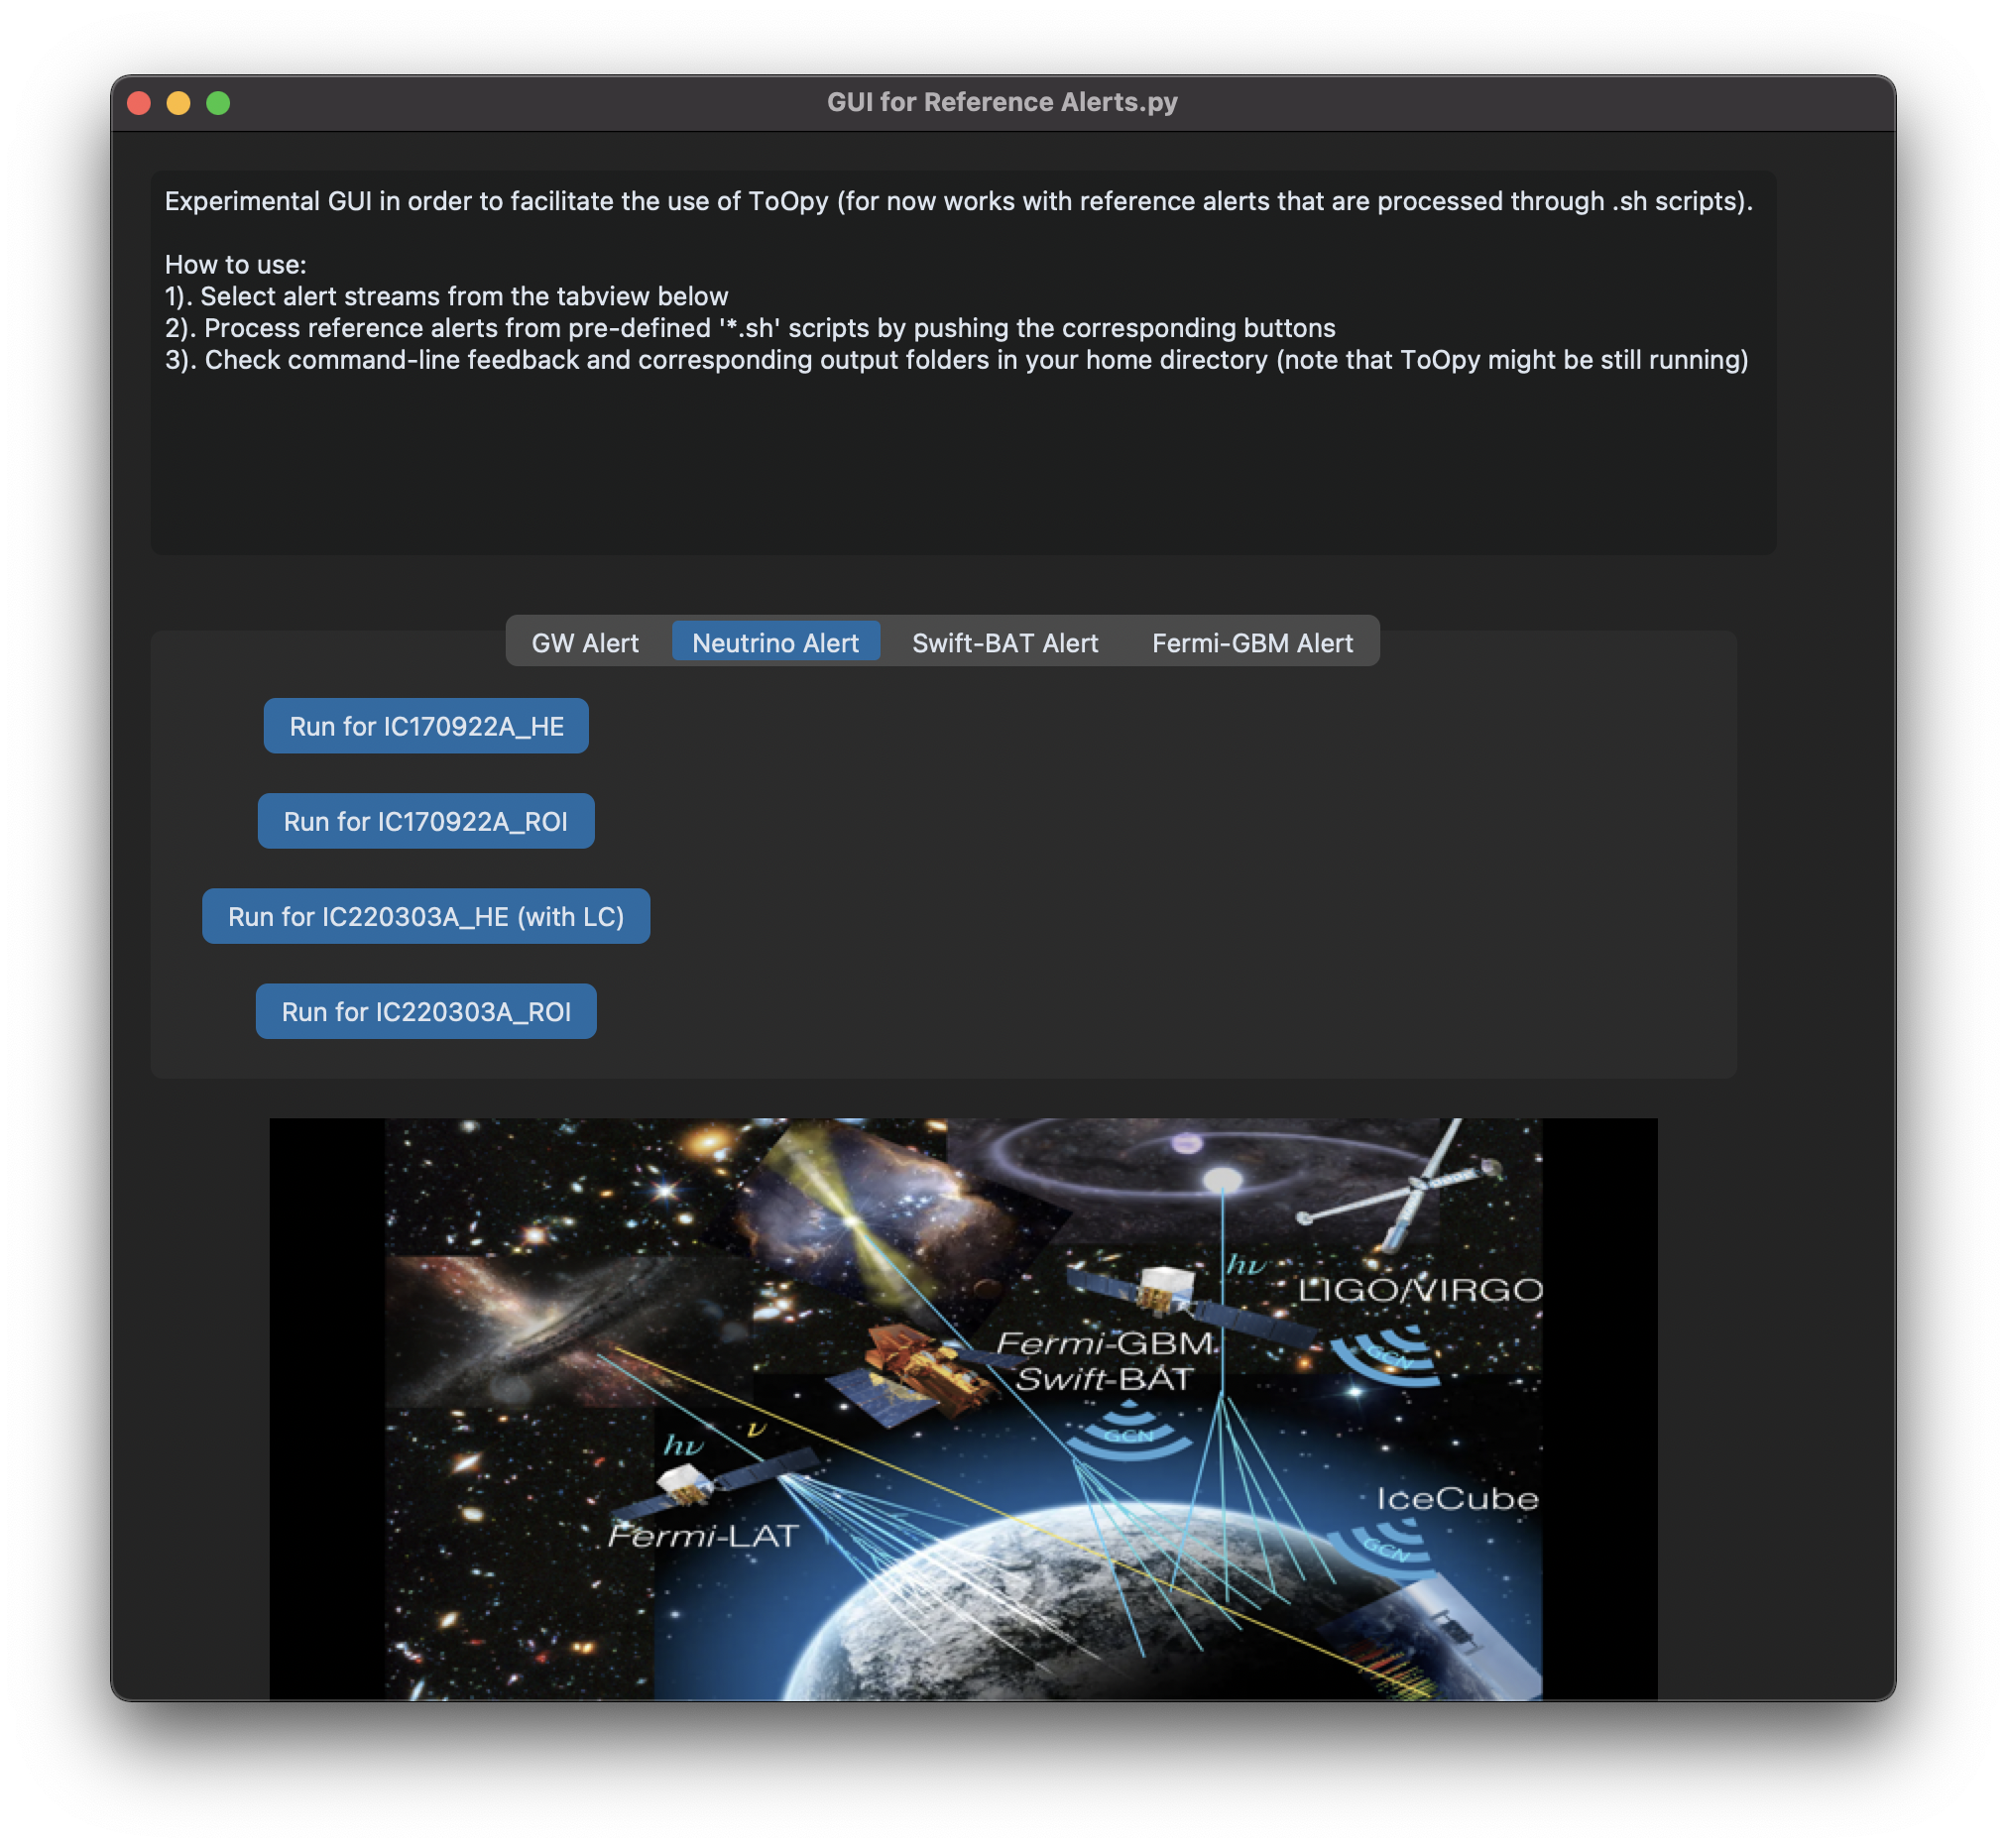 GUI for Reference Alerts.py
Experimental GUI in order to facilitate the use of ToOpy (for now works with reference alerts that are processed through .sh scripts).
How to use:
1). Select alert streams from the tabview below
2). Process reference alerts from pre-defined '*.sh' scripts by pushing the corresponding buttons
3). Check command-line feedback and corresponding output folders in your home directory (note that ToOpy might be still running)
GW Alert Neutrino Alert Swift-BAT Alert Fermi-GBM Alert
Run for IC170922A_HE
Run for IC170922A_ROI
Run for IC220303A_HE (with LC)
Run for IC220303A_ROI
hν
LIGO/VIRGO
Fermi-GBM
Swift-BAT
GCN
GCN
hν
ν
Fermi-LAT
IceCube
GCN